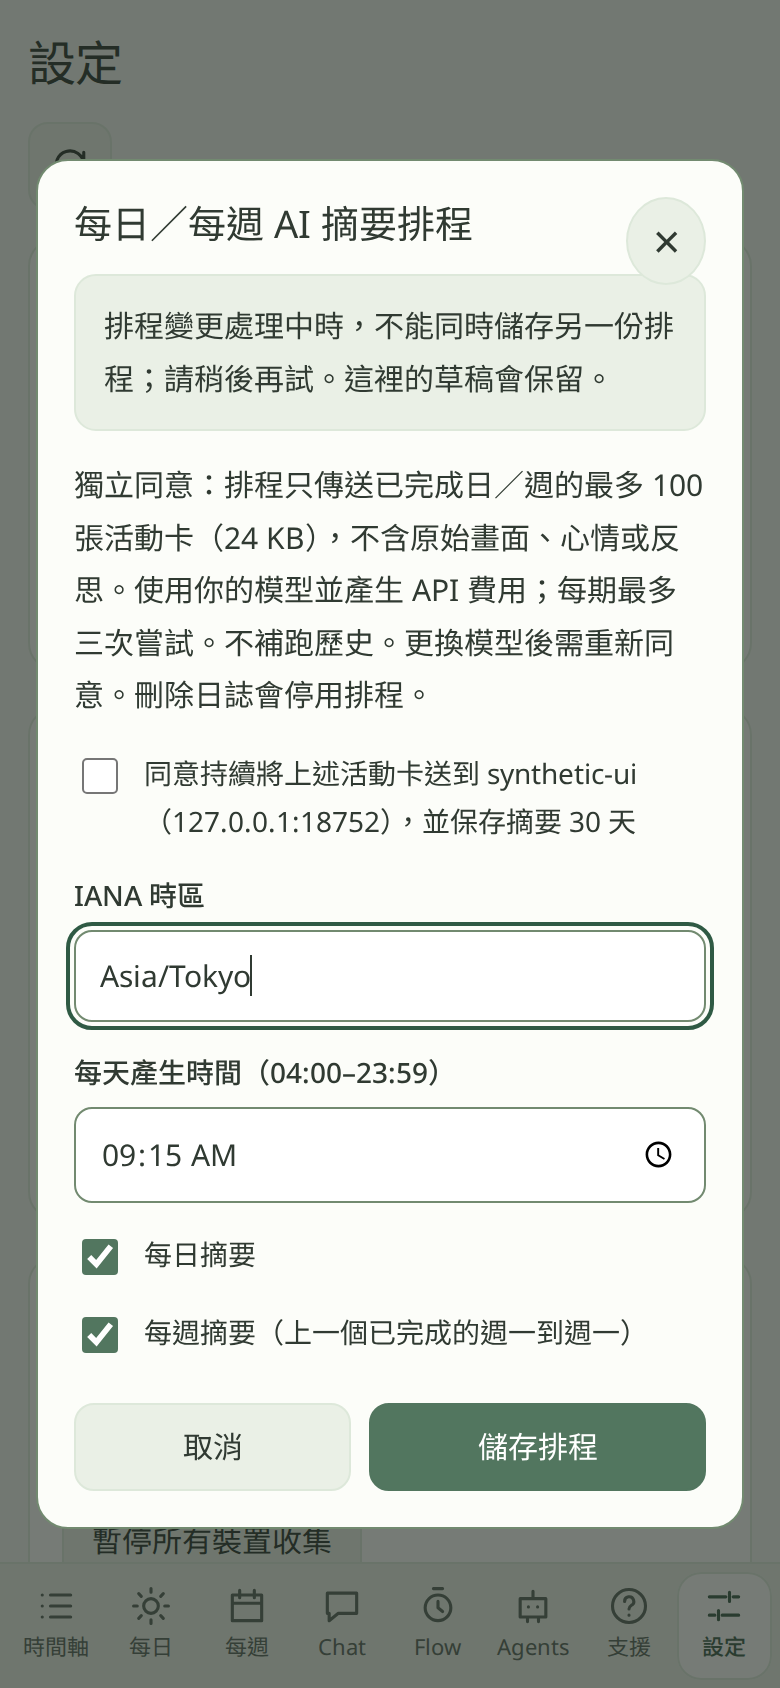 設定
每日／每週 AI 摘要排程
排程變更處理中時，不能同時儲存另一份排
程；請稍後再試。這裡的草稿會保留。
獨立同意：排程只傳送已完成日／週的最多 100
張活動卡（24 KB），不含原始畫面、心情或反
思。使用你的模型並產生 API 費用；每期最多
三次嘗試。不補跑歷史。更換模型後需重新同
意。刪除日誌會停用排程。
同意持續將上述活動卡送到 synthetic-ui
（127.0.0.1:18752），並保存摘要 30 天
IANA 時區
Asia/Tokyo
每天產生時間（04:00–23:59）
09:15 AM
每日摘要
每週摘要（上一個已完成的週一到週一）
取消
儲存排程
暫停所有裝置收集
時間軸
每日
每週
Chat
Flow
Agents
支援
設定